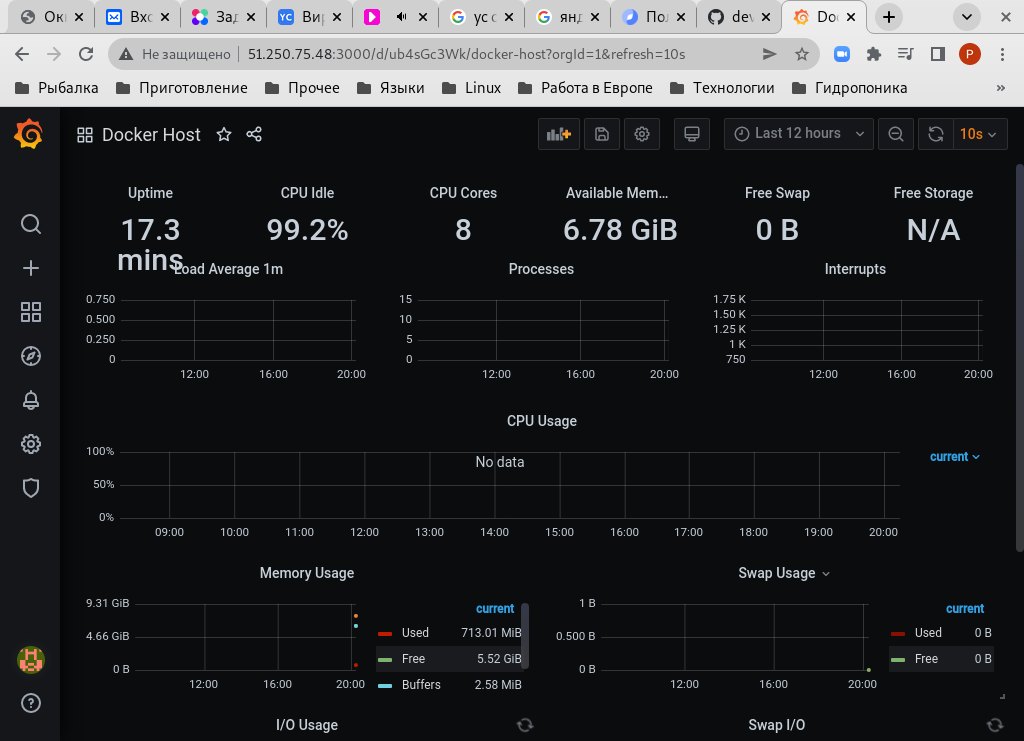 Ок
Вхо
Зад
YC Вир
G ус с
G янд
Пол
dev
Doc
Не защищено 51.250.75.48:3000/d/ub4sGc3Wk/docker-host?orgId=1&refresh=10s
P
Рыбалка Приготовление Прочее Языки Linux Работа в Европе Технологии Гидропоника »
Docker Host
Last 12 hours
10s
Uptime CPU Idle CPU Cores Available Mem... Free Swap Free Storage
17.3 mins 99.2% 8 6.78 GiB 0 B N/A
Load Average 1m Processes Interrupts
0.750
0.500
0.250
0
12:00 16:00 20:00
15
10
5
0
12:00 16:00 20:00
1.75 K
1.50 K
1.25 K
1 K
750
12:00 16:00 20:00
CPU Usage
100%
50%
0%
No data
current
09:00 10:00 11:00 12:00 13:00 14:00 15:00 16:00 17:00 18:00 19:00 20:00
Memory Usage
9.31 GiB
4.66 GiB
0 B
12:00 16:00 20:00
current
Used 713.01 MiB
Free 5.52 GiB
Buffers 2.58 MiB
Swap Usage
1 B
0.500 B
0 B
12:00 16:00 20:00
current
Used 0 B
Free 0 B
I/O Usage Swap I/O